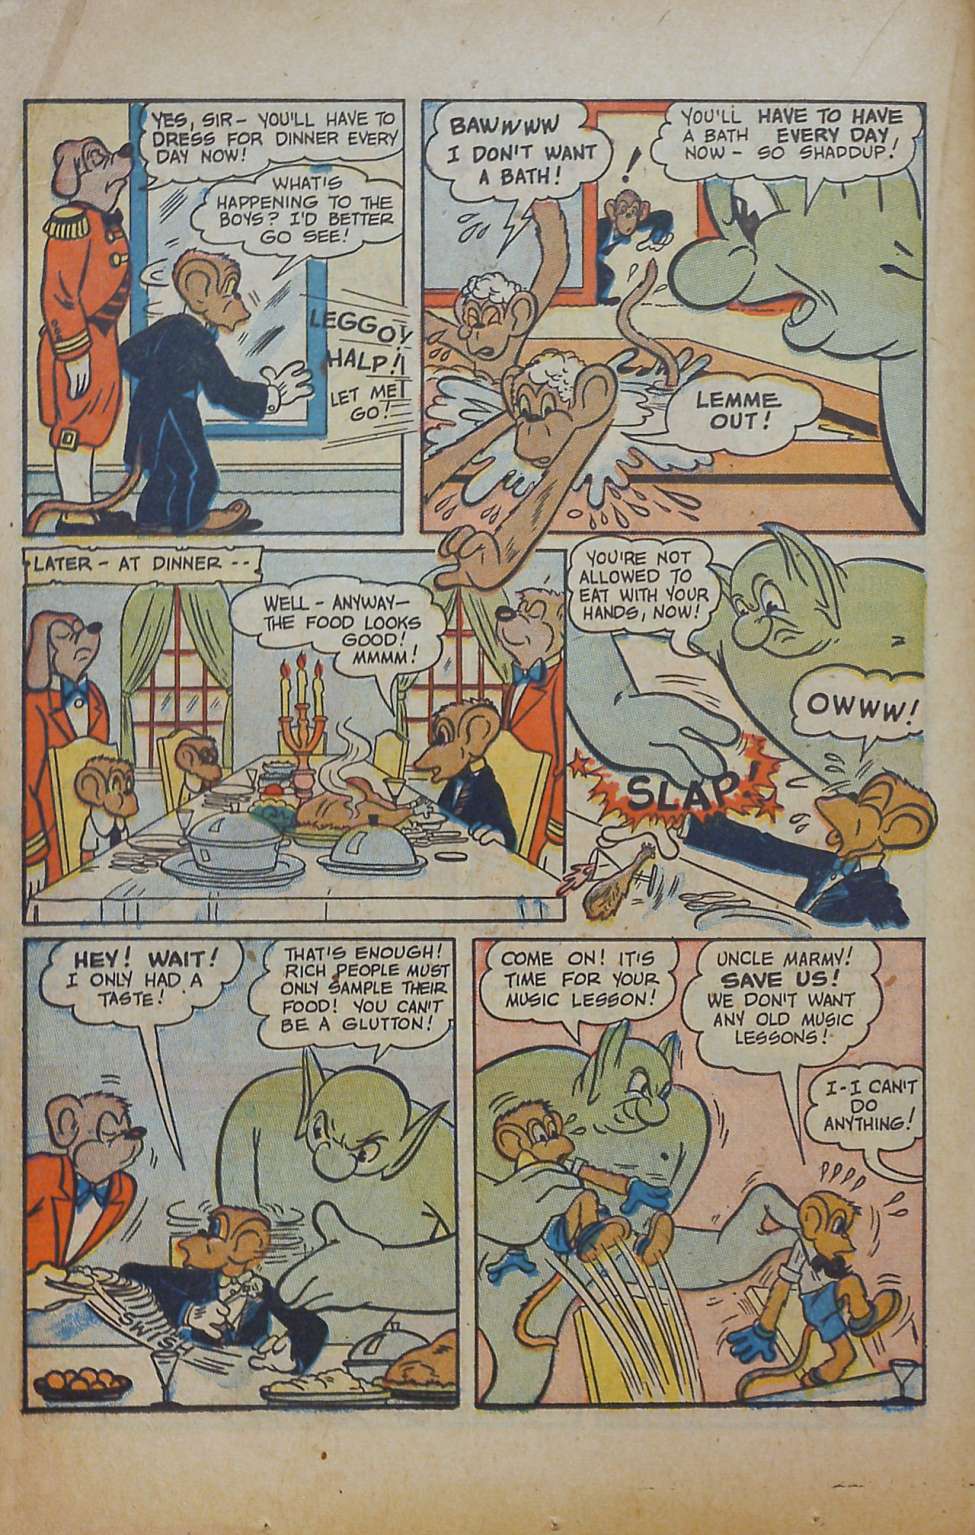 YES, SIR- YOU'LL HAVE TO
DRESS FOR DINNER EVERY
DAY NOW!
WHAT'S
HAPPENING TO THE
BOYS? I'D BETTER
GO SEE!
LEGGO!
HALP!
LET ME
GO!
BAWWWW
I DON'T WANT
A BATH!
!
YOU'LL HAVE TO HAVE
A BATH EVERY DAY,
NOW- SO SHADDUP!
LEMME
OUT!
LATER- AT DINNER --
WELL- ANYWAY-
THE FOOD LOOKS
GOOD!
MMMM!
YOU'RE NOT
ALLOWED TO
EAT WITH YOUR
HANDS, NOW!
SLAP!
OWWW!
HEY! WAIT!
I ONLY HAD A
TASTE!
THAT'S ENOUGH!
RICH PEOPLE MUST
ONLY SAMPLE THEIR
FOOD! YOU CAN'T
BE A GLUTTON!
SWISH
COME ON! IT'S
TIME FOR YOUR
MUSIC LESSON!
UNCLE MARMY!
SAVE US!
WE DON'T WANT
ANY OLD MUSIC
LESSONS!
I-I CAN'T
DO
ANYTHING!